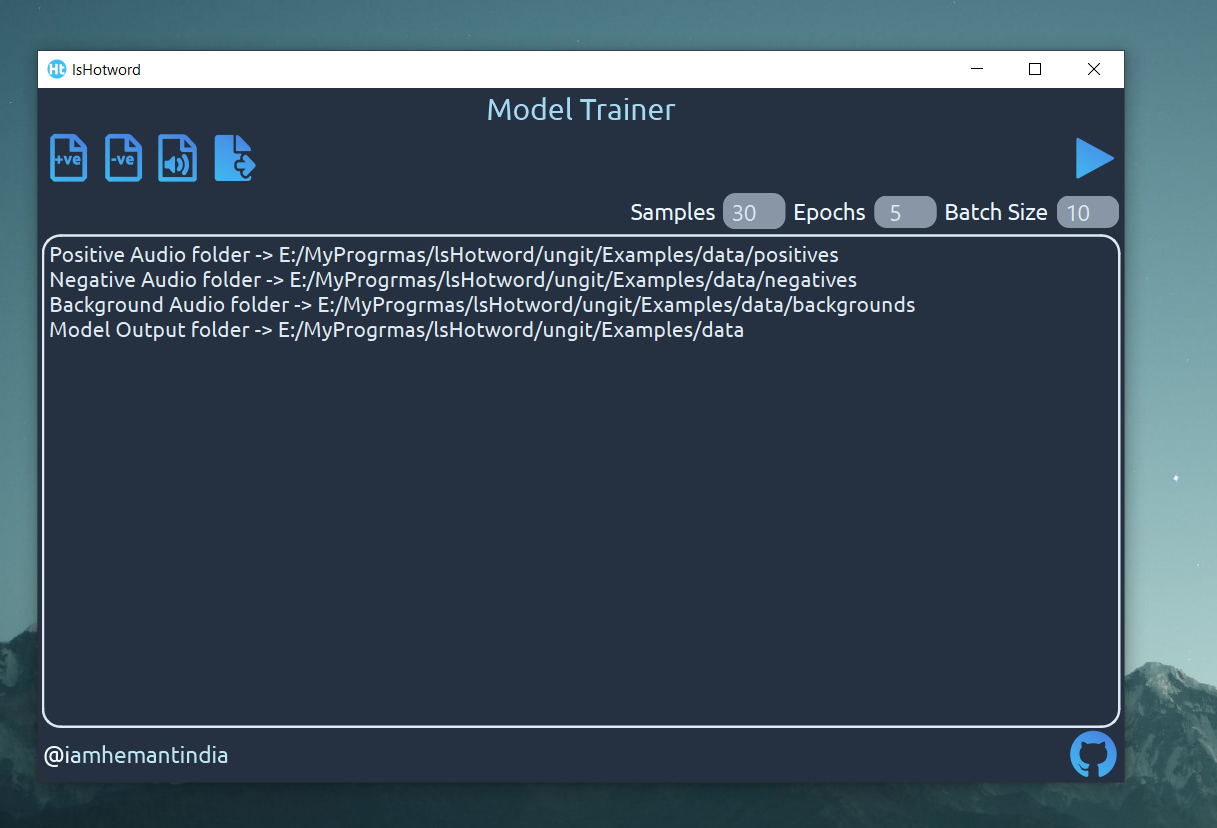 Ht lsHotword
Model Trainer
+ve -ve
Samples 30 Epochs 5 Batch Size 10
Positive Audio folder -> E:/MyProgrmas/lsHotword/ungit/Examples/data/positives
Negative Audio folder -> E:/MyProgrmas/lsHotword/ungit/Examples/data/negatives
Background Audio folder -> E:/MyProgrmas/lsHotword/ungit/Examples/data/backgrounds
Model Output folder -> E:/MyProgrmas/lsHotword/ungit/Examples/data
@iamhemantindia